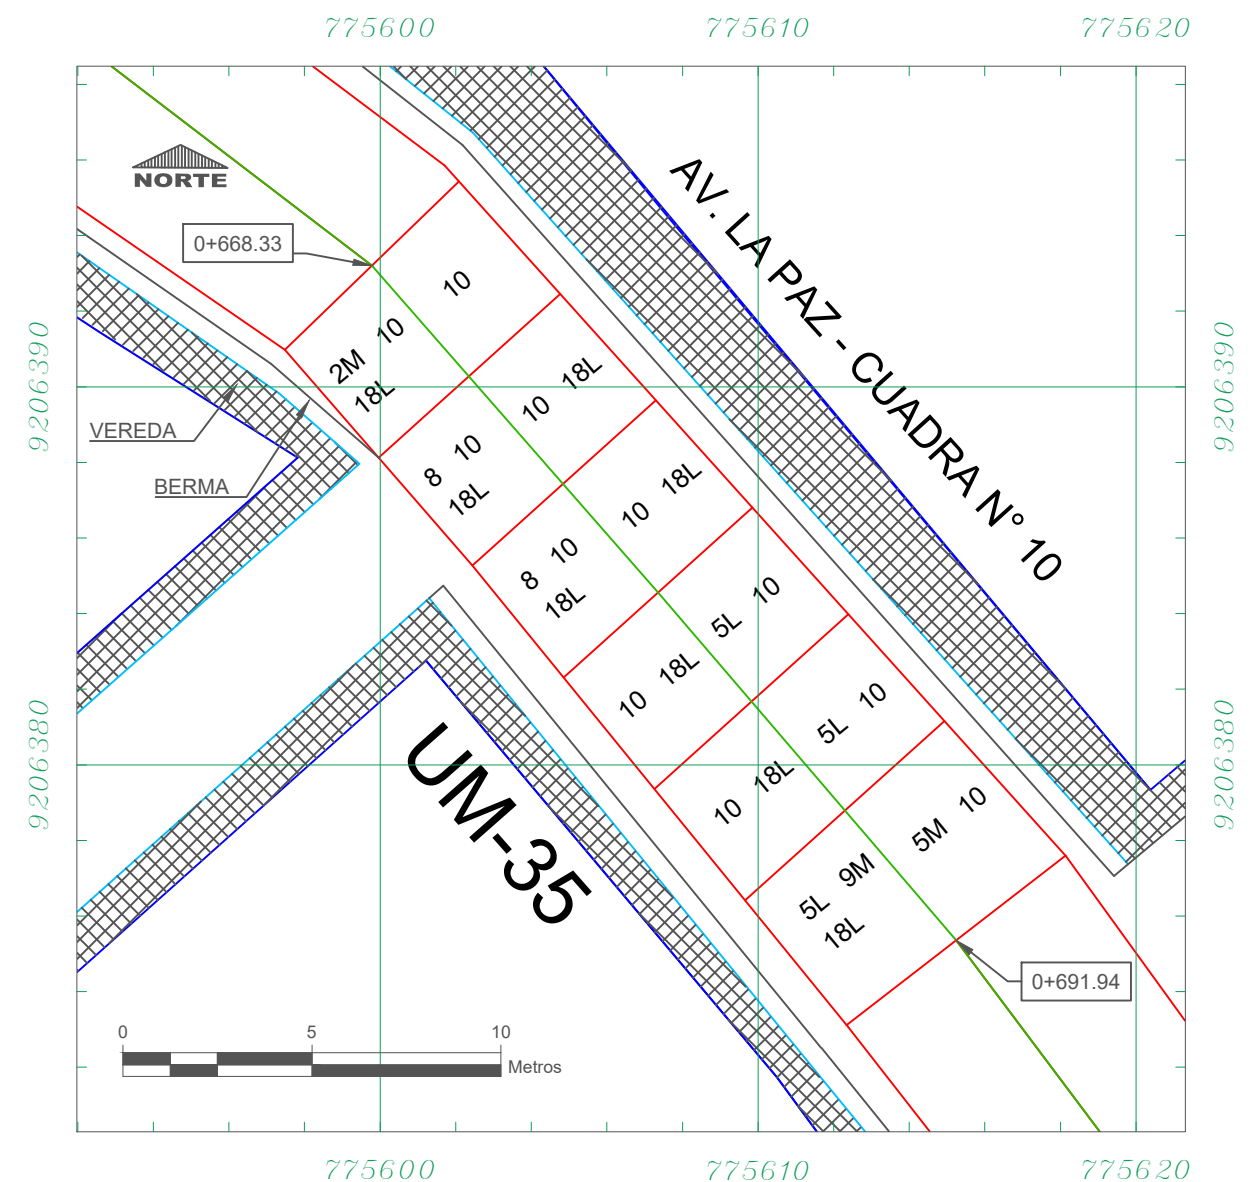 775600
775610
775620
NORTE
0+668.33
AV. LA PAZ - CUADRA N° 10
9206390
9206390
10
2M 10
18L
18L
10
VEREDA
BERMA
8 10
18L
18L
10
8 10
18L
5L 10
10 18L
5L 10
10 18L
5M 10
5L 9M
18L
9206380
9206380
UM-35
0+691.94
0
5
10
Metros
775600
775610
775620